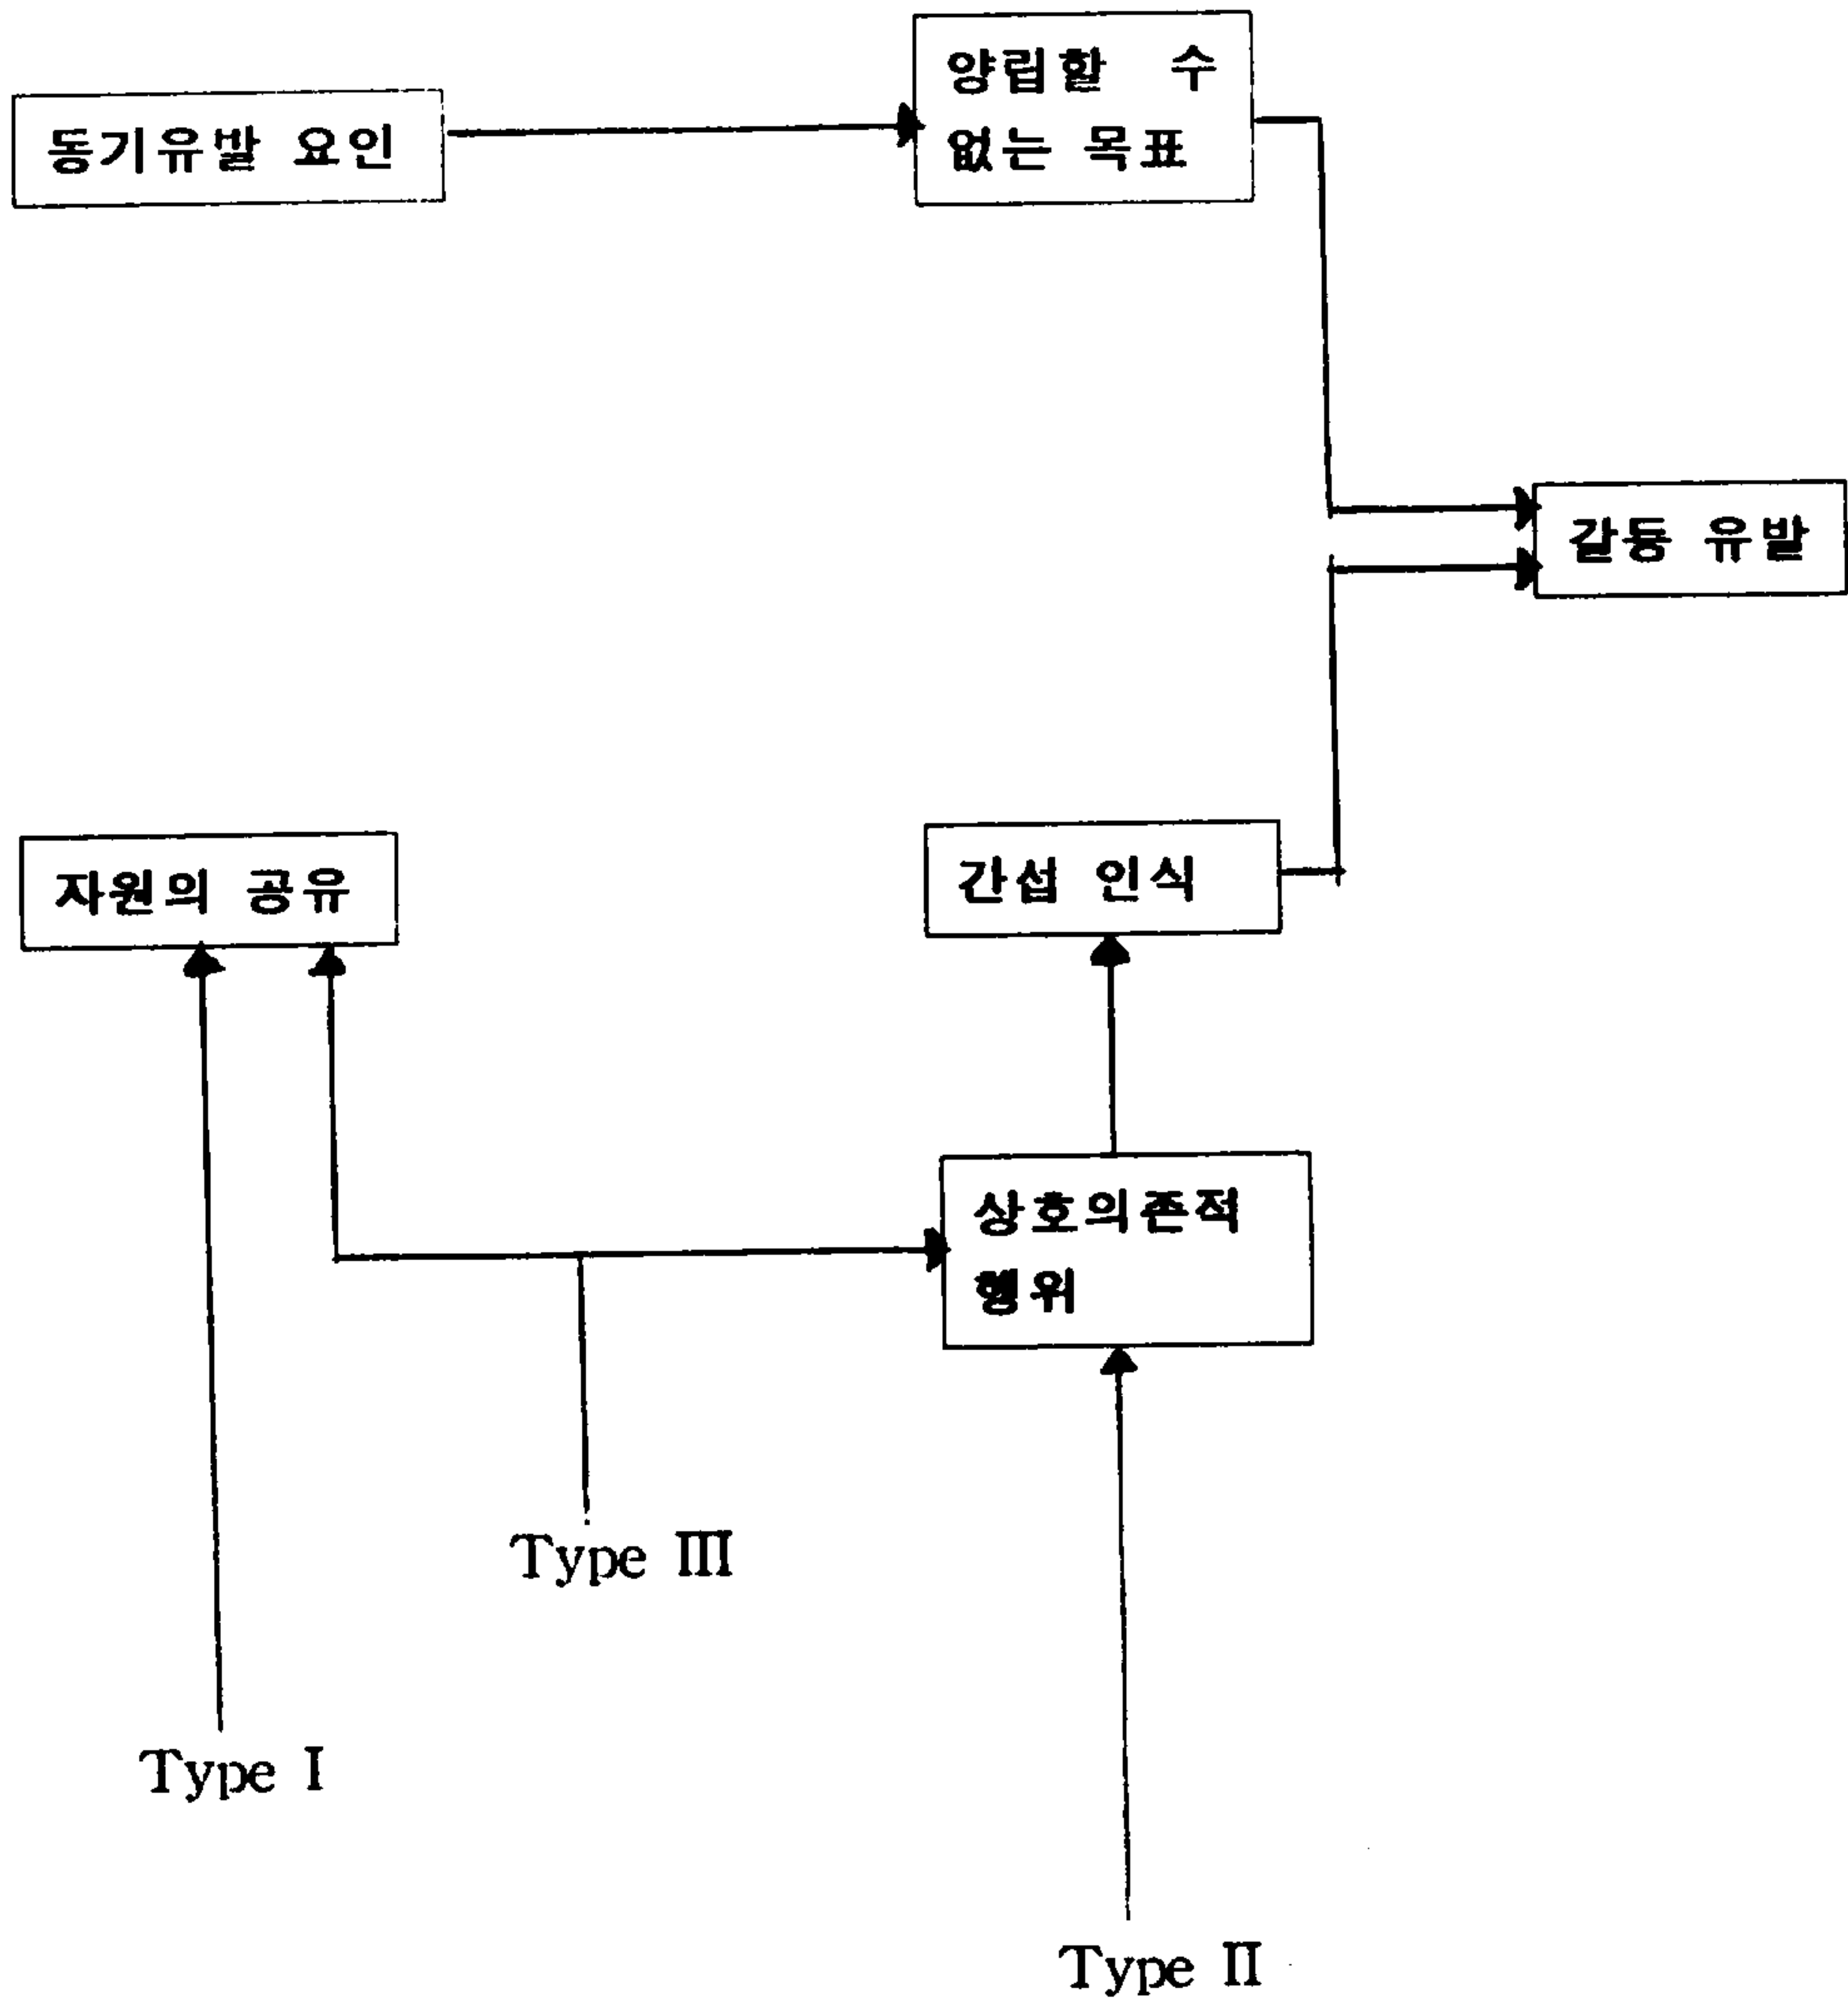 양립할 수
없는 목표
동기유발 요인
갈등 유발
자원의 공유
간섭 인식
상호의존적
행위
Type III
Type I
Type II